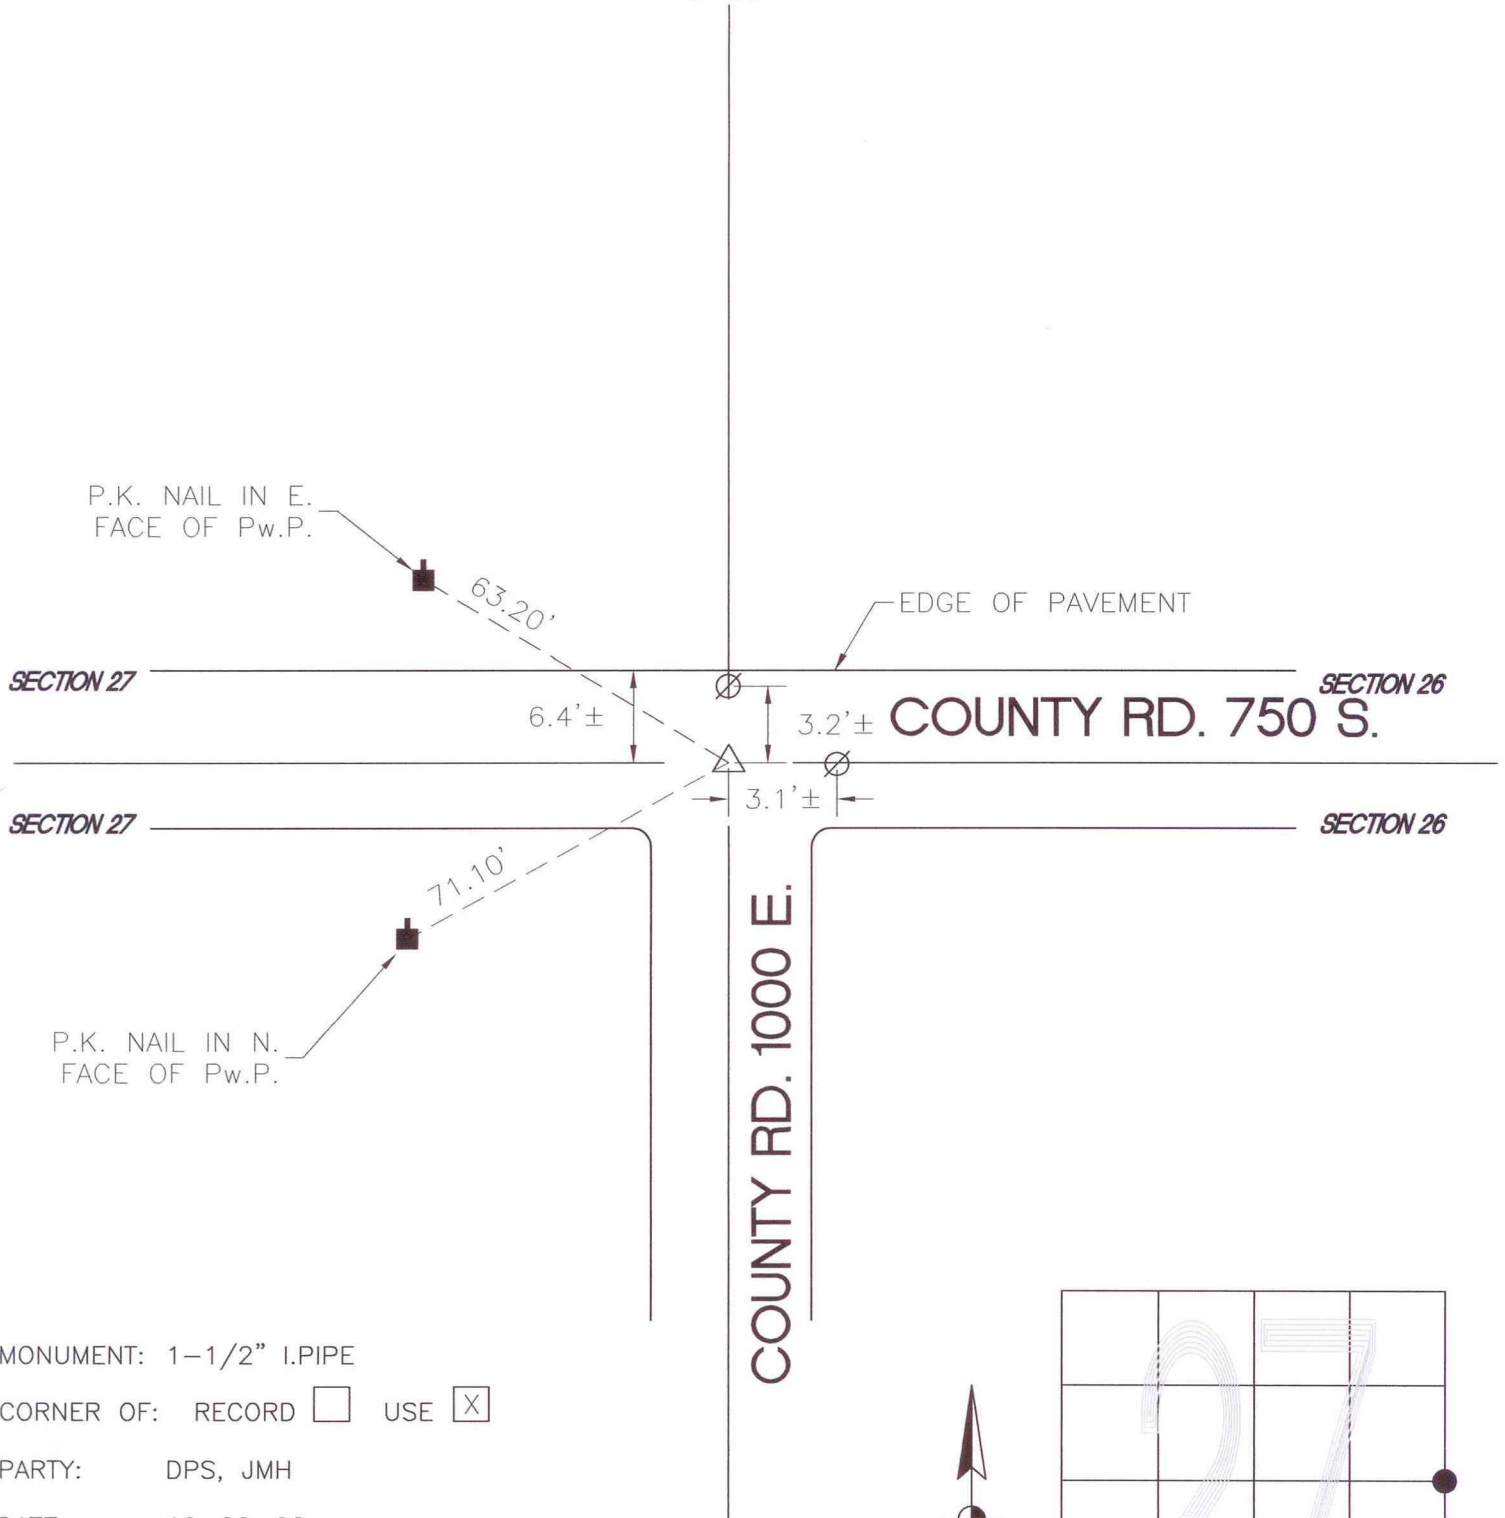 P.K. NAIL IN E.
FACE OF Pw.P.
63.20'
EDGE OF PAVEMENT
SECTION 27
SECTION 26
6.4'±
3.2'±
COUNTY RD. 750 S.
3.1'±
SECTION 27
SECTION 26
71.10'
COUNTY RD. 1000 E.
P.K. NAIL IN N.
FACE OF Pw.P.
MONUMENT: 1-1/2" I.PIPE
CORNER OF: RECORD USE X
PARTY: DPS, JMH
27